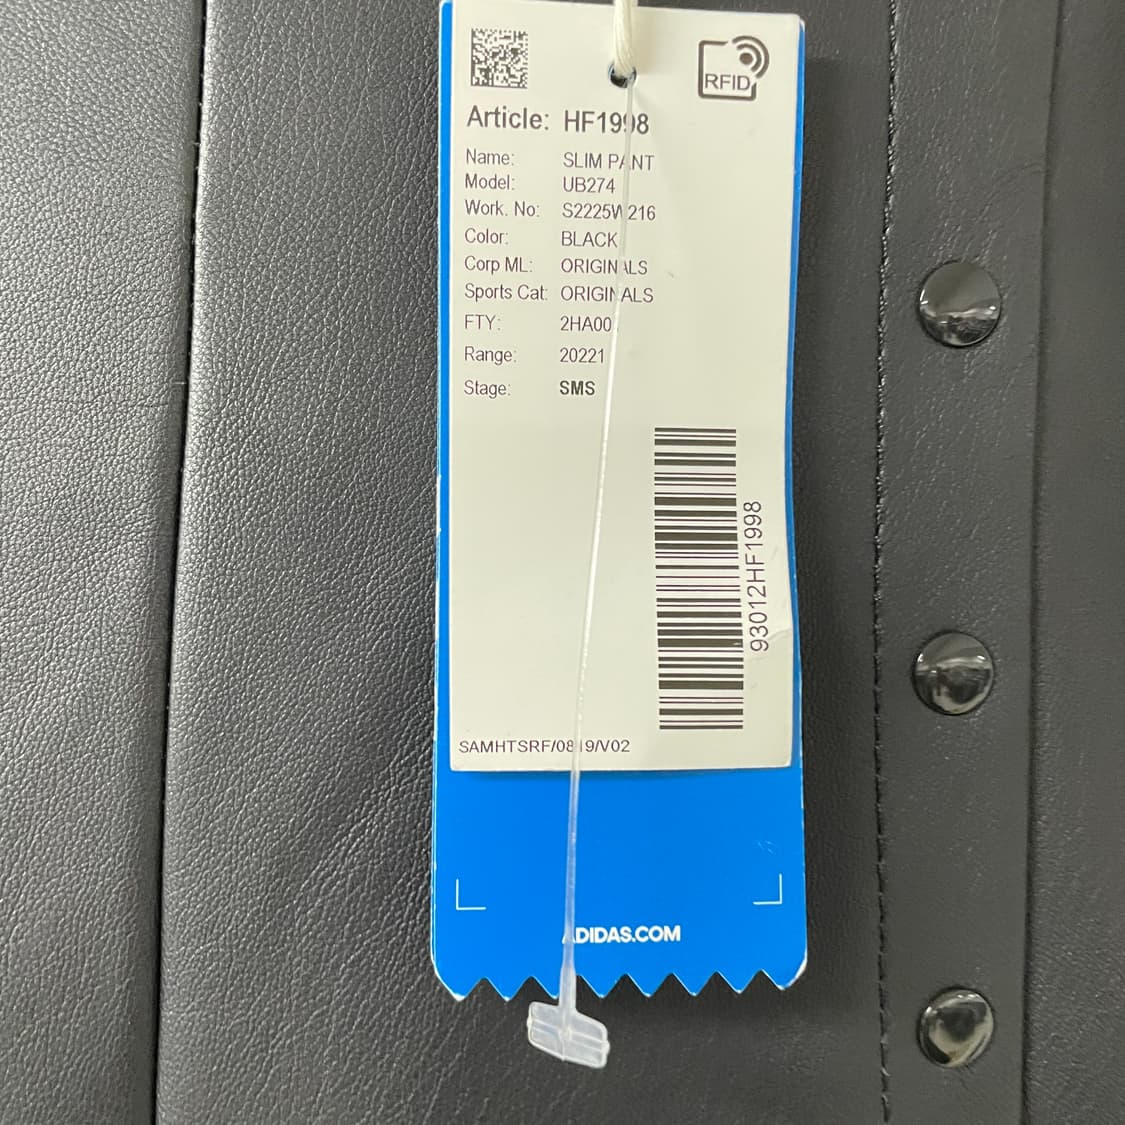 RFID
Article: HF1998
Name: SLIM PANT
Model: UB274
Work. No: S2225W216
Color: BLACK
Corp ML: ORIGINALS
Sports Cat: ORIGINALS
FTY: 2HA00
Range: 20221
Stage: SMS
93012HF1998
SAMHTSRF/0819/V02
ADIDAS.COM